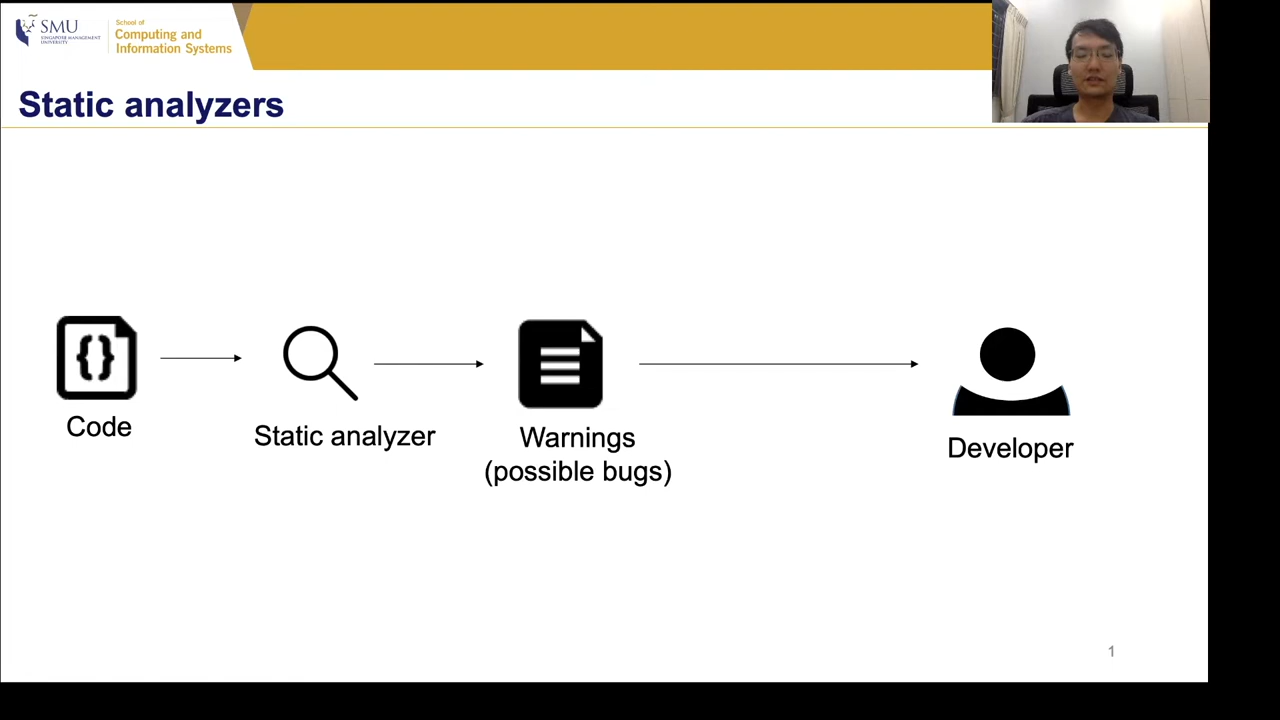 SMU
SINGAPORE MANAGEMENT
UNIVERSITY
School of
Computing and
Information Systems
Static analyzers
{}
Code
Static analyzer
Warnings
(possible bugs)
Developer
1